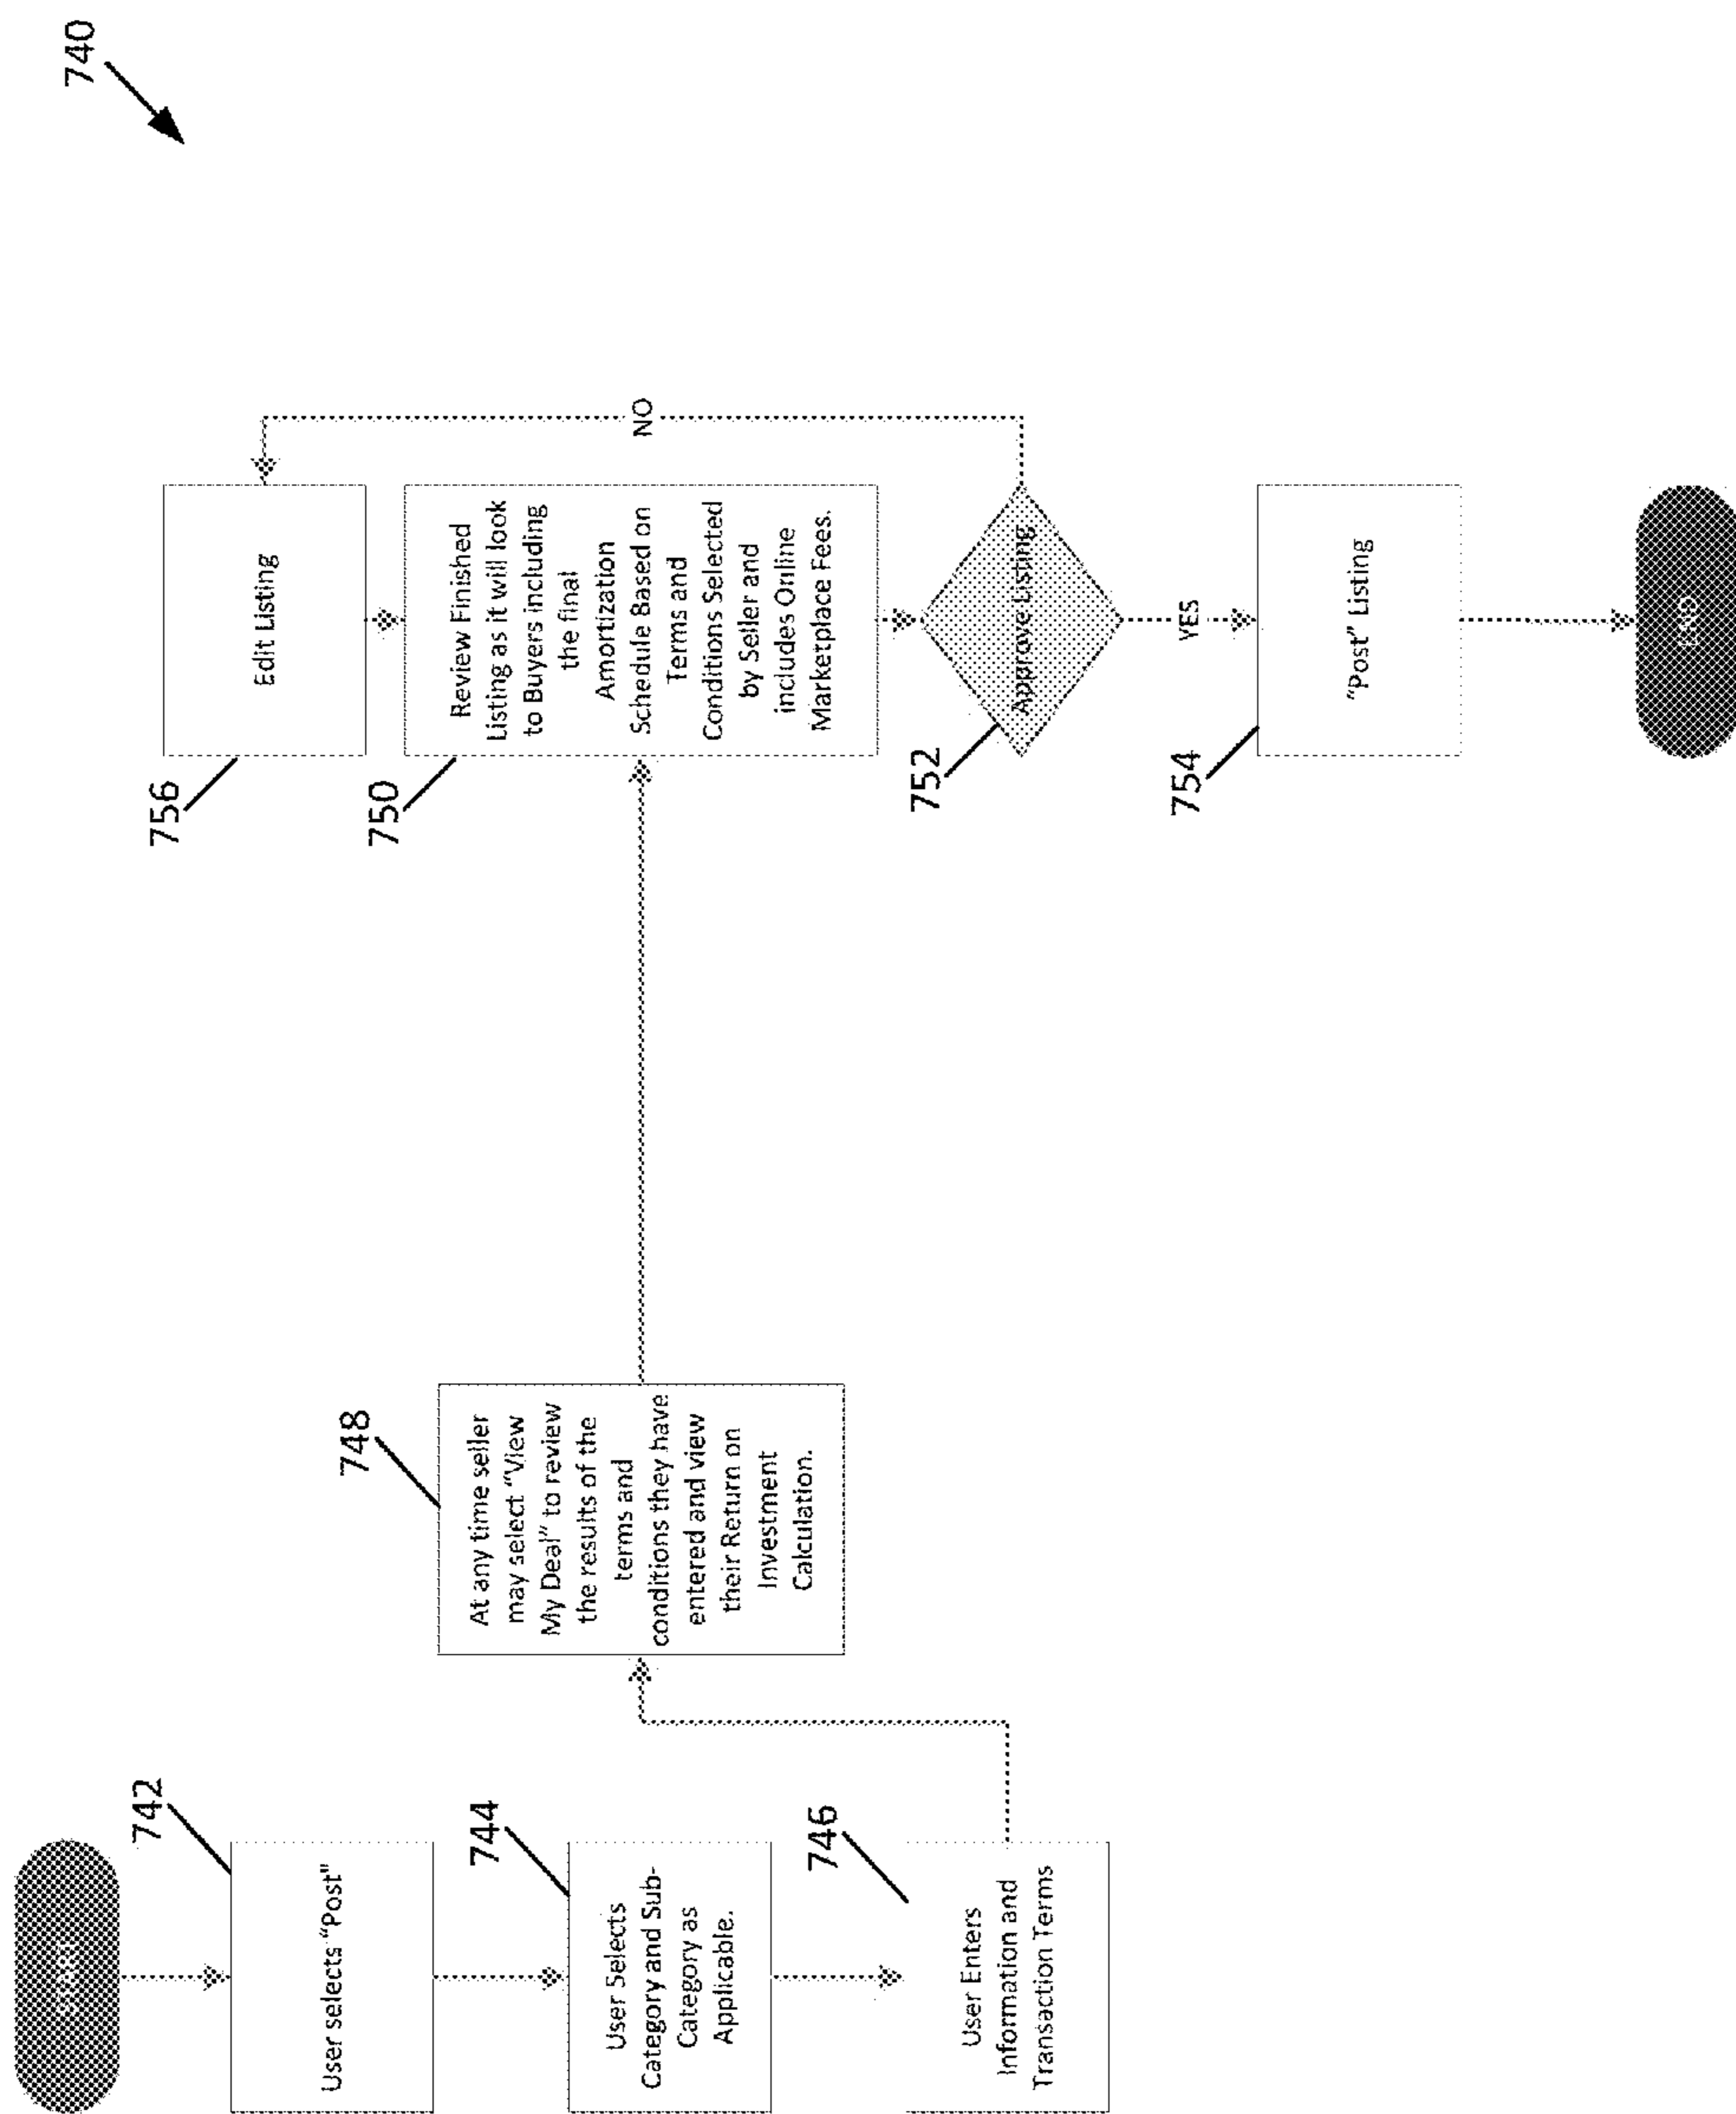 740
START
742
User selects "Post"
744
User Selects
Category and Sub-
Category as
Applicable.
746
User Enters
Information and
Transaction Terms
748
At any time seller
may select "View
My Deal" to review
the results of the
terms and
conditions they have
entered and view
their Return on
Investment
Calculation.
756
Edit Listing
750
Review Finished
Listing as it will look
to Buyers including
the final
Amortization
Schedule Based on
Terms and
Conditions Selected
by Seller and
includes Online
Marketplace Fees.
NO
752
Approve Listing
YES
754
"Post" Listing
END